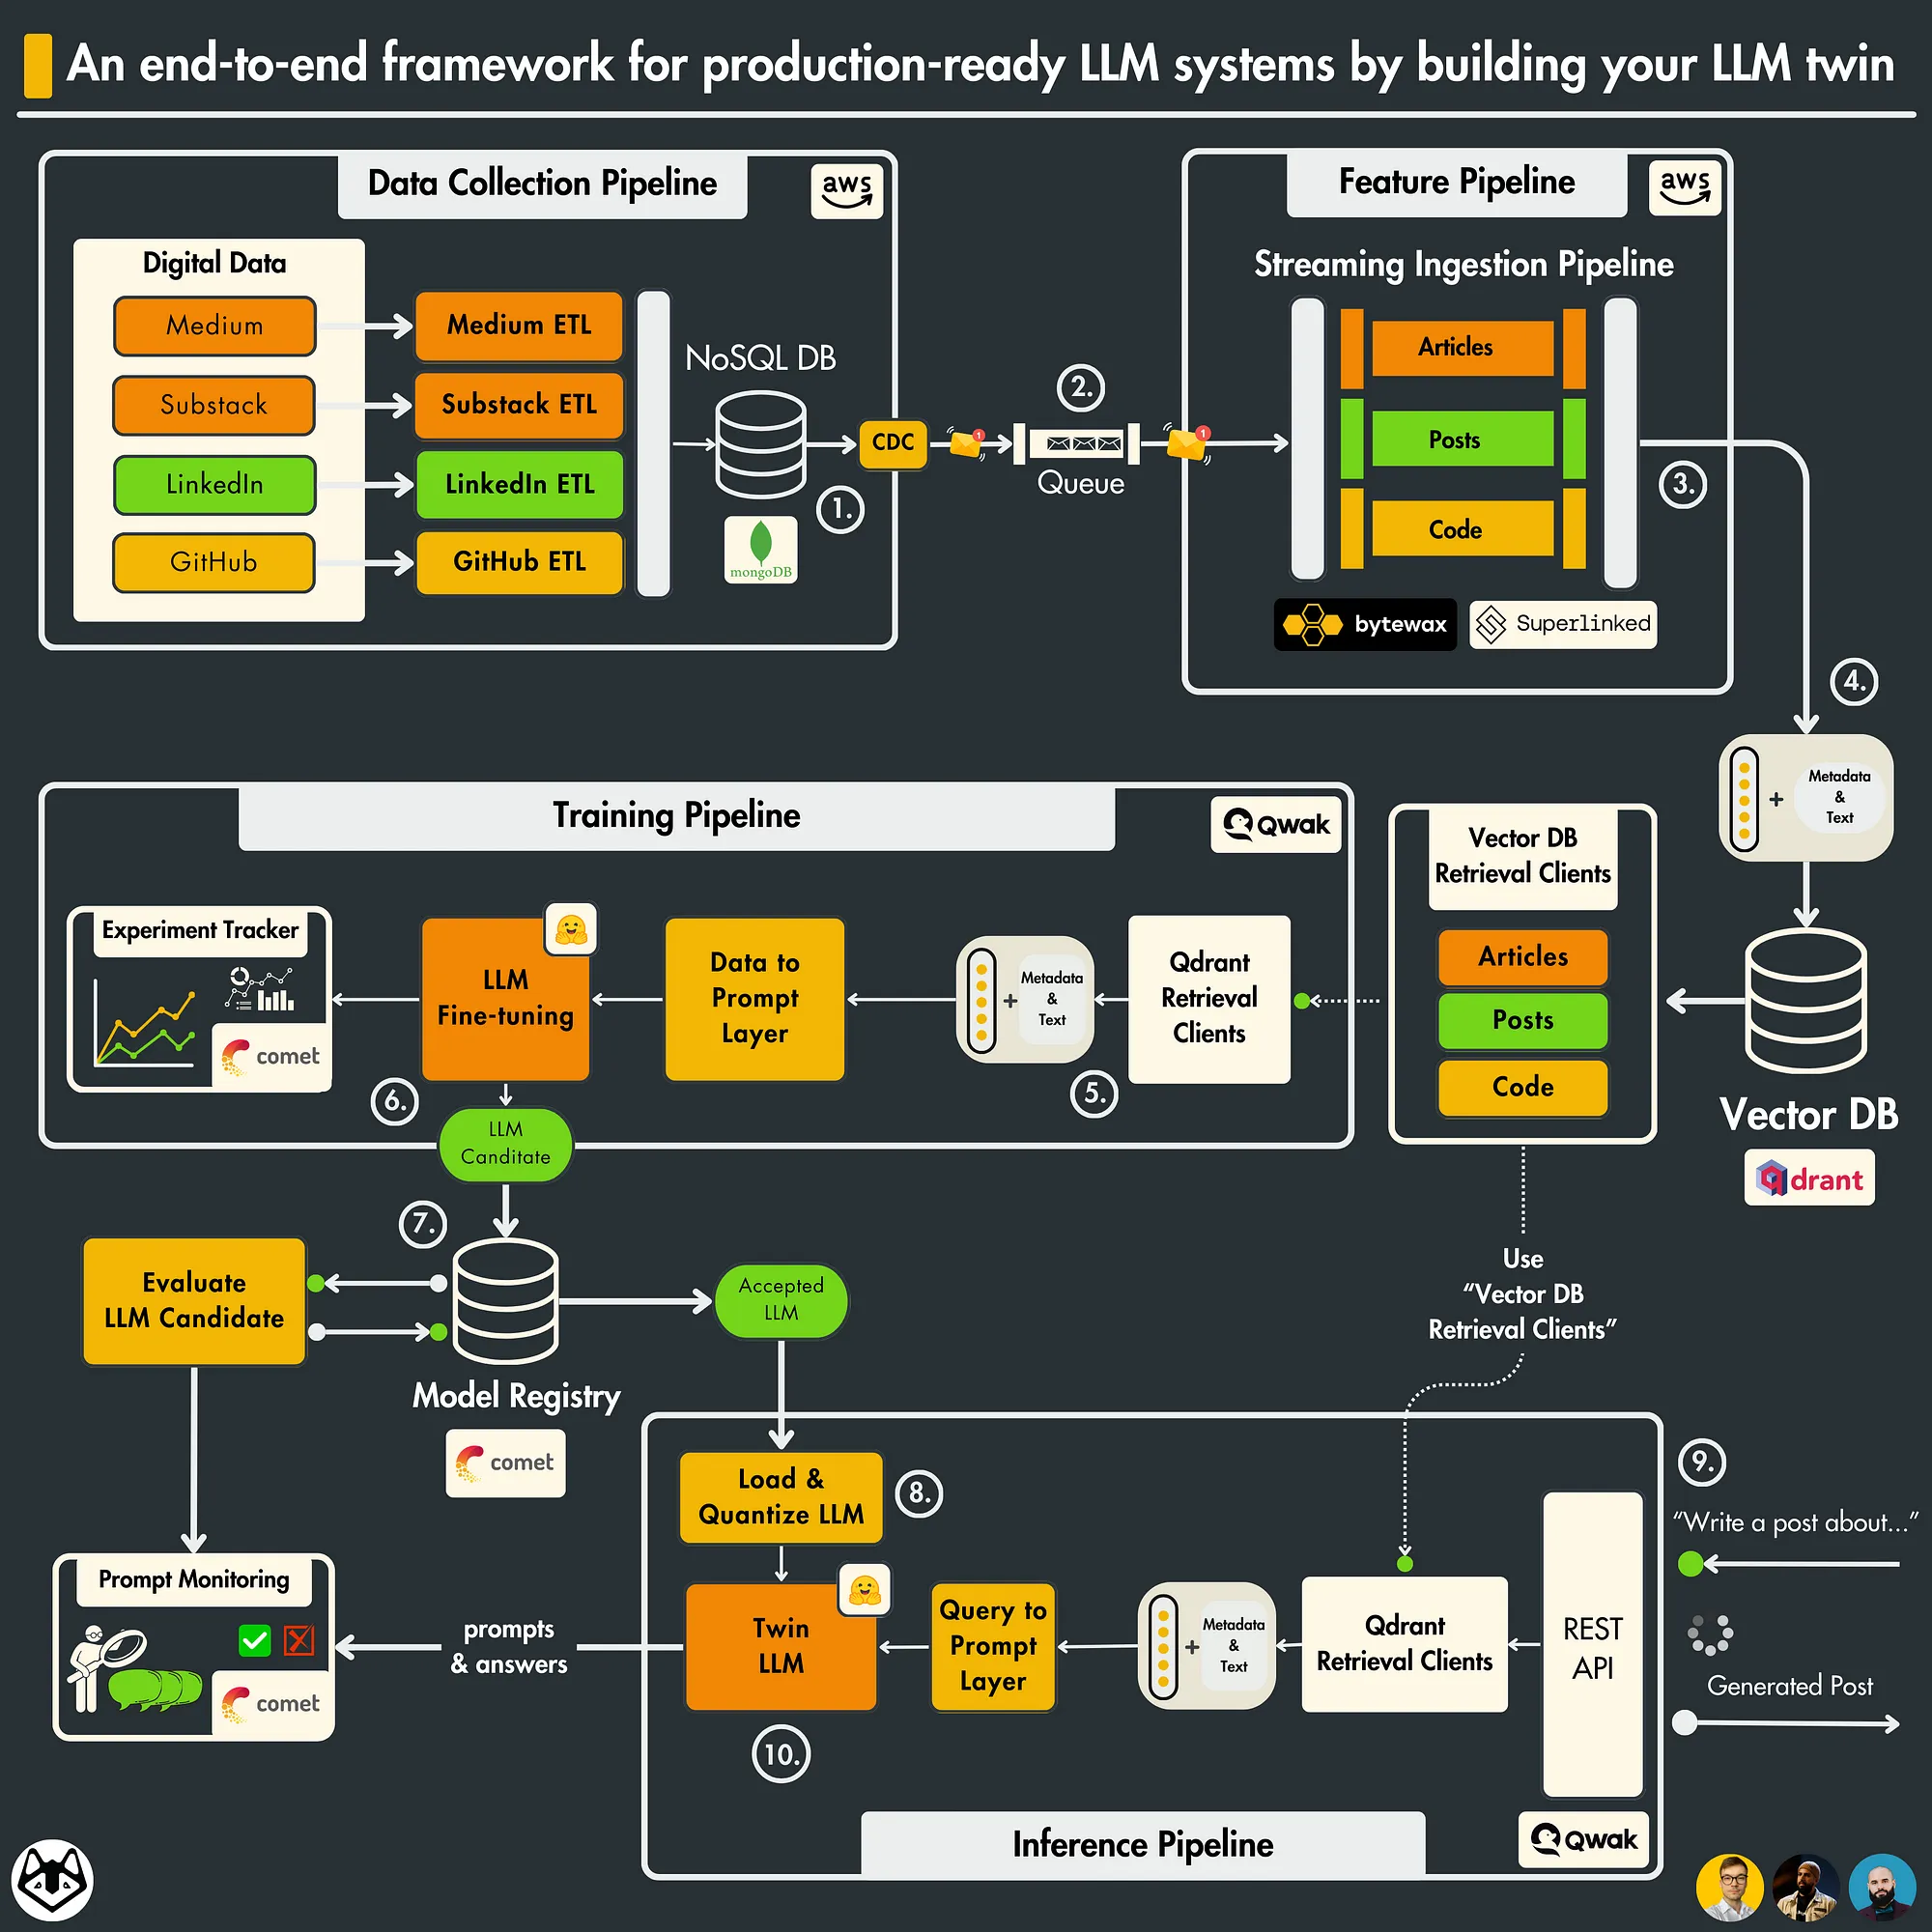 An end-to-end framework for production-ready LLM systems by building your LLM twin
Data Collection Pipeline
aws
Digital Data
Medium
Substack
LinkedIn
GitHub
Medium ETL
Substack ETL
LinkedIn ETL
GitHub ETL
NoSQL DB
mongoDB
1.
CDC
1
2.
Queue
1
Feature Pipeline
aws
Streaming Ingestion Pipeline
Articles
Posts
Code
bytewax
Superlinked
3.
4.
+
Metadata
&
Text
Vector DB
qdrant
Vector DB
Retrieval Clients
Articles
Posts
Code
Training Pipeline
Qwak
Qdrant
Retrieval
Clients
5.
+
Metadata
&
Text
Data to
Prompt
Layer
LLM
Fine-tuning
Experiment Tracker
comet
6.
LLM
Canditate
7.
Evaluate
LLM Candidate
Model Registry
comet
Accepted
LLM
Use
“Vector DB
Retrieval Clients”
Load &
Quantize LLM
8.
9.
“Write a post about...”
Generated Post
REST
API
Qdrant
Retrieval Clients
+
Metadata
&
Text
Query to
Prompt
Layer
Twin
LLM
10.
prompts
& answers
Prompt Monitoring
comet
Inference Pipeline
Qwak